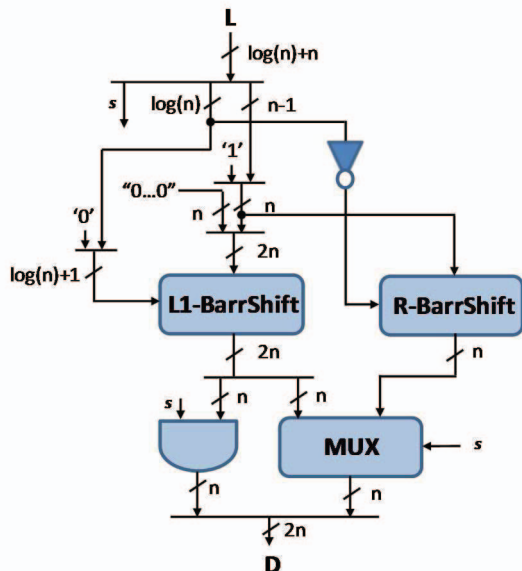 L
log(n)+n
s
log(n)
n-1
‘1’
“0...0”
n
n
‘0’
2n
log(n)+1
L1-BarrShift
R-BarrShift
2n
n
s
n
n
MUX
s
n
n
2n
D